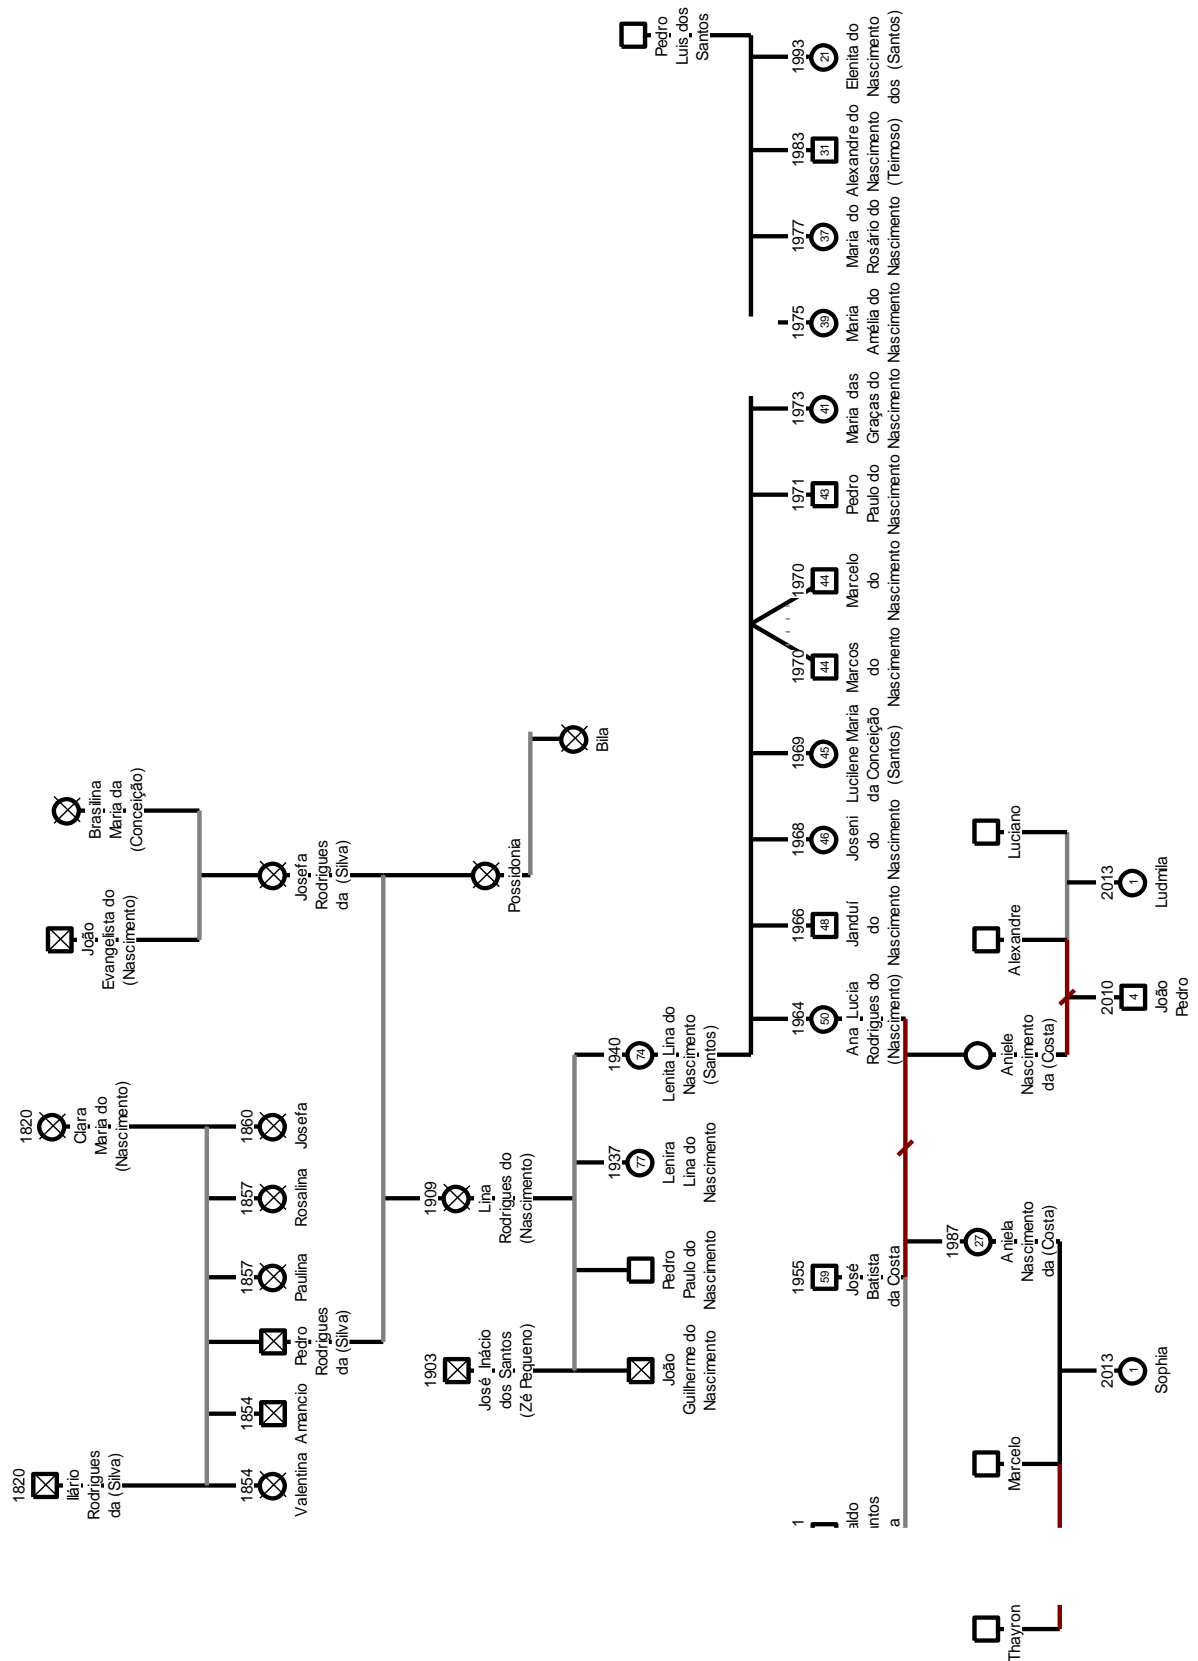 1820
Ilário
Rodrigues
da (Silva)
1820
Clara
Maria do
(Nascimento)
João
Evangelista do
(Nascimento)
Brasilina
Maria da
(Conceição)
1854
Valentina
1854
Amancio
Pedro
Rodrigues
da (Silva)
1857
Paulina
1857
Rosalina
1860
Josefa
Josefa
Rodrigues
da (Silva)
1903
José Inácio
dos Santos
(Zé Pequeno)
1909
Lina
Rodrigues do
(Nascimento)
Possidonia
Bila
João
Guilherme do
Nascimento
Pedro
Paulo do
Nascimento
1937
77
Lenira
Lina do
Nascimento
1940
74
Lenita Lina do
Nascimento
(Santos)
Pedro
Luis dos
Santos
1
aldo
ntos
a
1955
59
José
Batista
da Costa
1964
50
Ana Lucia
Rodrigues do
(Nascimento)
1966
48
Janduí
do
Nascimento
1968
46
Joseni
do
Nascimento
1969
45
Lucilene Maria
da Conceição
(Santos)
1970
44
Marcos
do
Nascimento
1970
44
Marcelo
do
Nascimento
1971
43
Pedro
Paulo do
Nascimento
1973
41
Maria das
Graças do
Nascimento
1975
39
Maria
Amélia do
Nascimento
1977
37
Maria do
Rosário do
Nascimento
1983
31
Alexandre do
Nascimento
(Teimoso)
1993
21
Elenita do
Nascimento
dos (Santos)
Thayron
Marcelo
1987
27
Aniela
Nascimento
da (Costa)
Aniele
Nascimento
da (Costa)
Alexandre
Luciano
2013
1
Sophia
2010
4
João
Pedro
2013
1
Ludmila